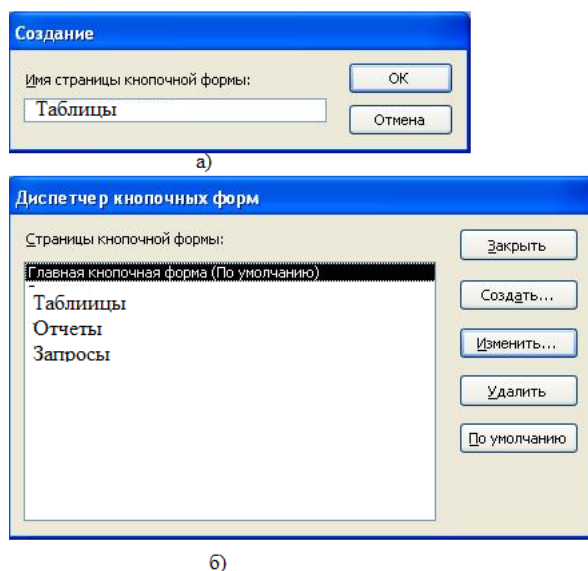 Создание
Имя страницы кнопочной формы:
ОК
Таблицы
Отмена
а)
Диспетчер кнопочных форм
Страницы кнопочной формы:
Закрыть
Главная кнопочная форма (По умолчанию)
Создать...
Таблиицы
Отчеты
Изменить...
Запросы
Удалить
По умолчанию
б)